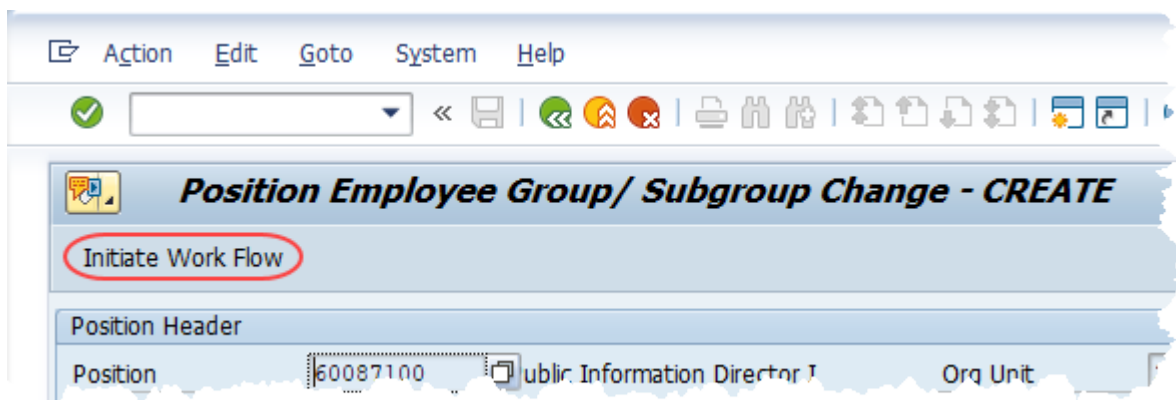 Action Edit Goto System Help
Position Employee Group/ Subgroup Change - CREATE
Initiate Work Flow
Position Header
Position 60087100 ublic Information Director I Org Unit